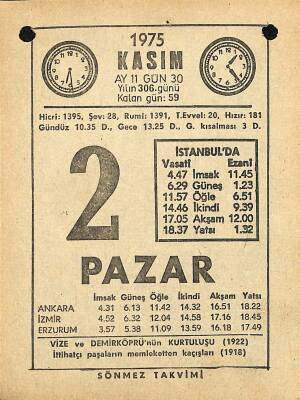 1975
KASIM
AY 11 GÜN 30
Yılın 306.günü
Kalan gün: 59
Hicri: 1395, Şev: 28, Rumi: 1391, T.Evvel: 20, Hızır: 181
Gündüz 10.35 D., Gece 13.25 D., G. kısalması 3 D.
2
İSTANBUL'DA
Vasati Ezani
4.47 İmsak 11.45
6.29 Güneş 1.23
11.57 Öğle 6.51
14.46 İkindi 9.39
17.05 Akşam 12.00
18.37 Yatsı 1.32
PAZAR
İmsak Güneş Öğle İkindi Akşam Yatsı
ANKARA 4.31 6.13 11.42 14.32 16.51 18.22
İZMİR 4.52 6.32 12.04 14.58 17.16 18.45
ERZURUM 3.57 5.38 11.09 13.59 16.18 17.49
VİZE ve DEMİRKÖPRÜ'nün KURTULUŞU (1922)
İttihatçı paşaların memleketten kaçışları (1918)
SÖNMEZ TAKVİMİ